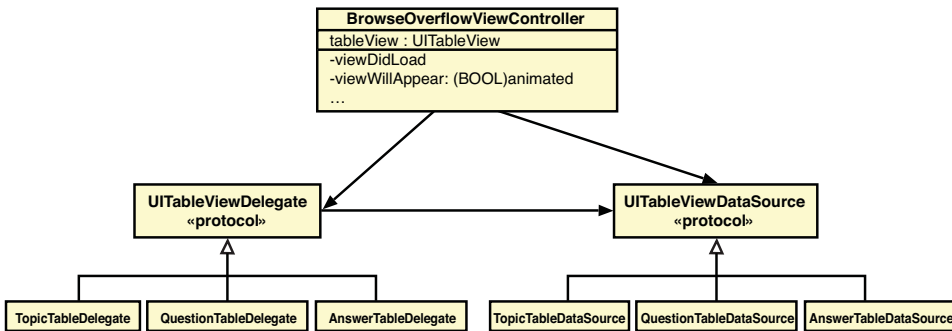 BrowseOverflowViewController
tableView : UITableView
-viewDidLoad
-viewWillAppear: (BOOL)animated
…
UITableViewDelegate
«protocol»
UITableViewDataSource
«protocol»
TopicTableDelegate
QuestionTableDelegate
AnswerTableDelegate
TopicTableDataSource
QuestionTableDataSource
AnswerTableDataSource